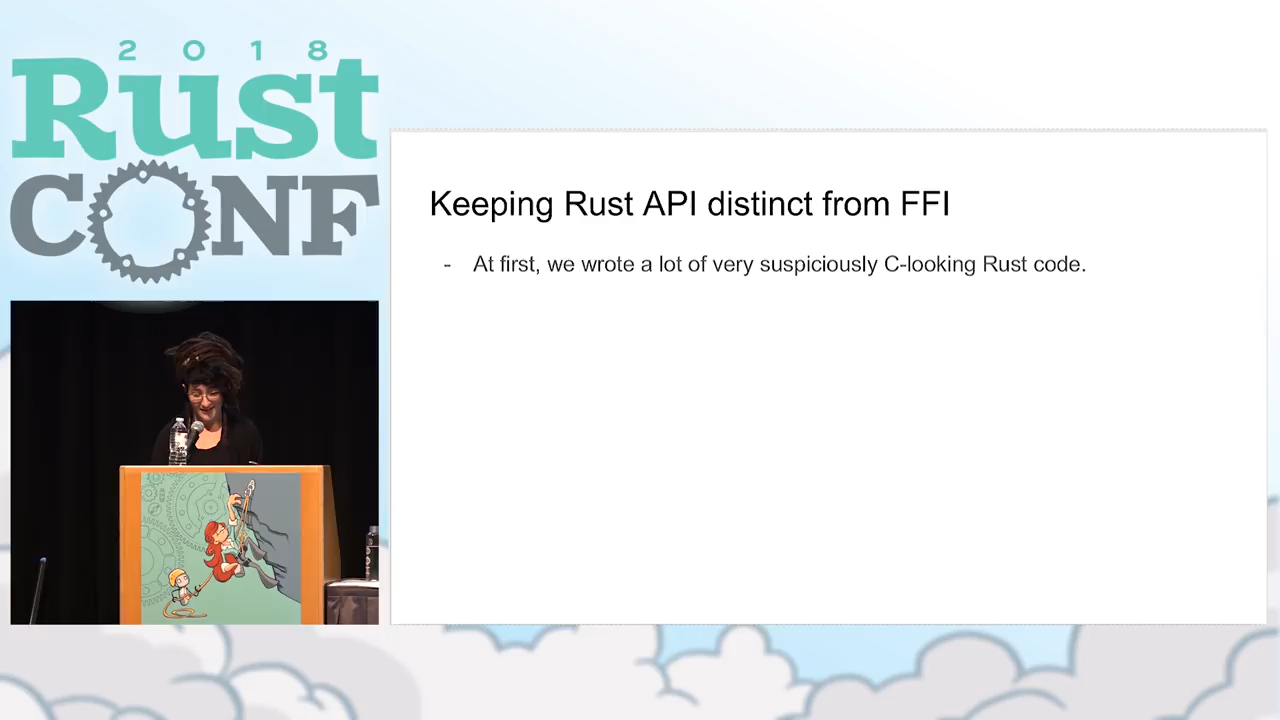 2018
Rust
CONF
Keeping Rust API distinct from FFI
- At first, we wrote a lot of very suspiciously C-looking Rust code.